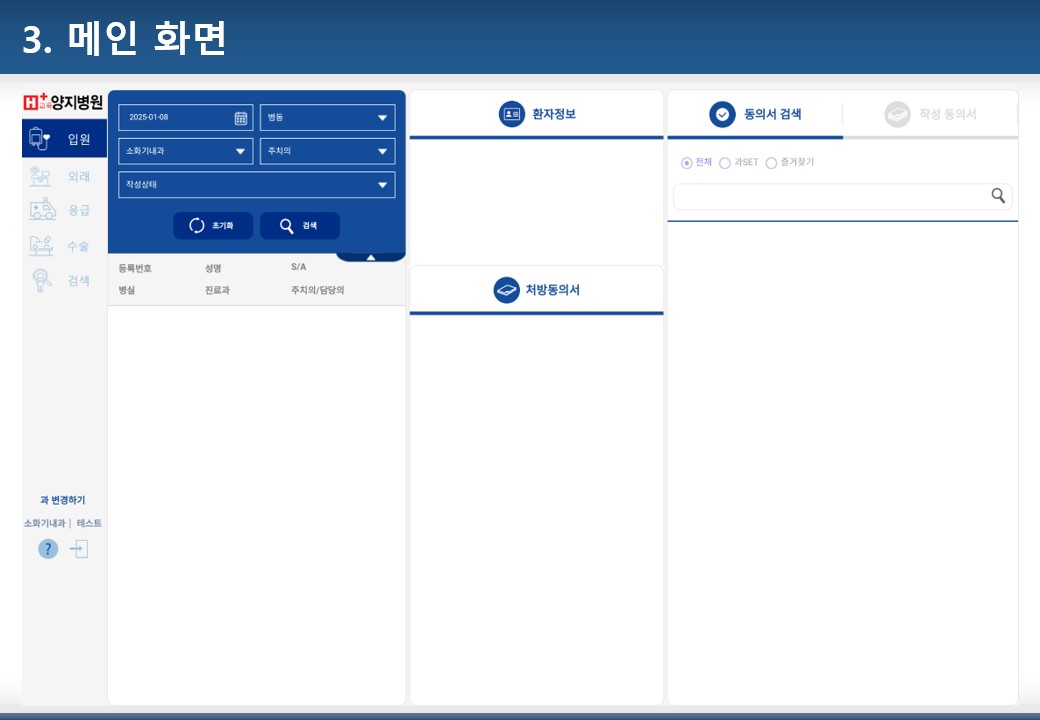 3. 메인 화면
H+교육양지병원
입원
외래
응급
수술
검색
과 변경하기
소화기내과 | 테스트
?
2025-01-08
병동
소화기내과
주치의
작성상태
초기화
검색
등록번호 성명 S/A
병실 진료과 주치의/담당의
환자정보
처방동의서
동의서 검색
작성 동의서
전체 과SET 즐겨찾기